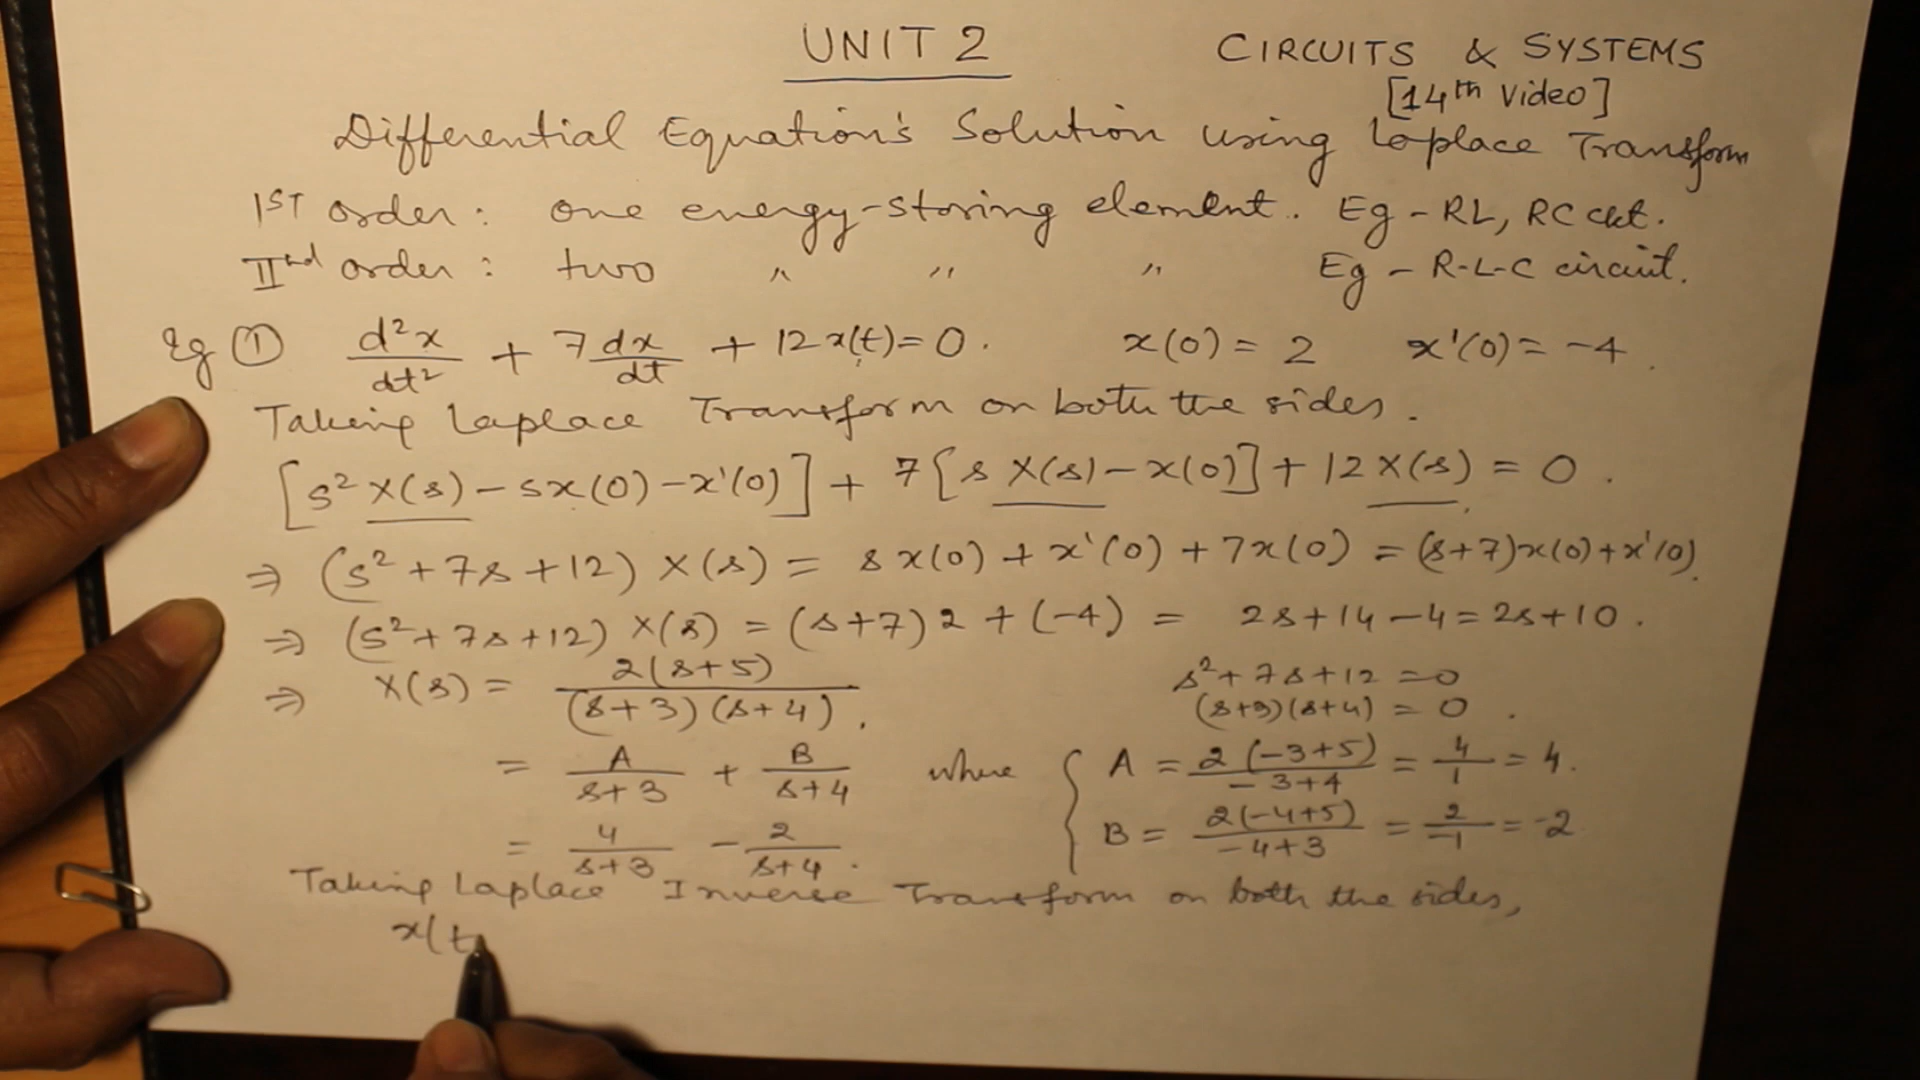 UNIT 2 CIRCUITS & SYSTEMS
[14th Video]
Differential Equation's Solution using Laplace Transform
1ST order: one energy-storing element. Eg - RL, RC ckt.
IInd order: two " " " Eg - R-L-C circuit.
Eg ① d²x/dt² + 7dx/dt + 12x(t) = 0. x(0) = 2 x'(0) = -4.
Taking Laplace Transform on both the sides.
[s² X(s) - sx(0) - x'(0)] + 7[s X(s) - x(0)] + 12 X(s) = 0.
⇒ (s² + 7s + 12) X(s) = s x(0) + x'(0) + 7x(0) = (s+7)x(0) + x'(0).
⇒ (s² + 7s + 12) X(s) = (s+7)2 + (-4) = 2s + 14 - 4 = 2s + 10.
⇒ X(s) = 2(s+5)/(s+3)(s+4). s² + 7s + 12 = 0
(s+3)(s+4) = 0.
= A/s+3 + B/s+4 where { A = 2(-3+5)/-3+4 = 4/1 = 4.
= 4/s+3 - 2/s+4. B = 2(-4+5)/-4+3 = 2/-1 = -2
Taking Laplace Inverse Transform on both the sides,
x(t